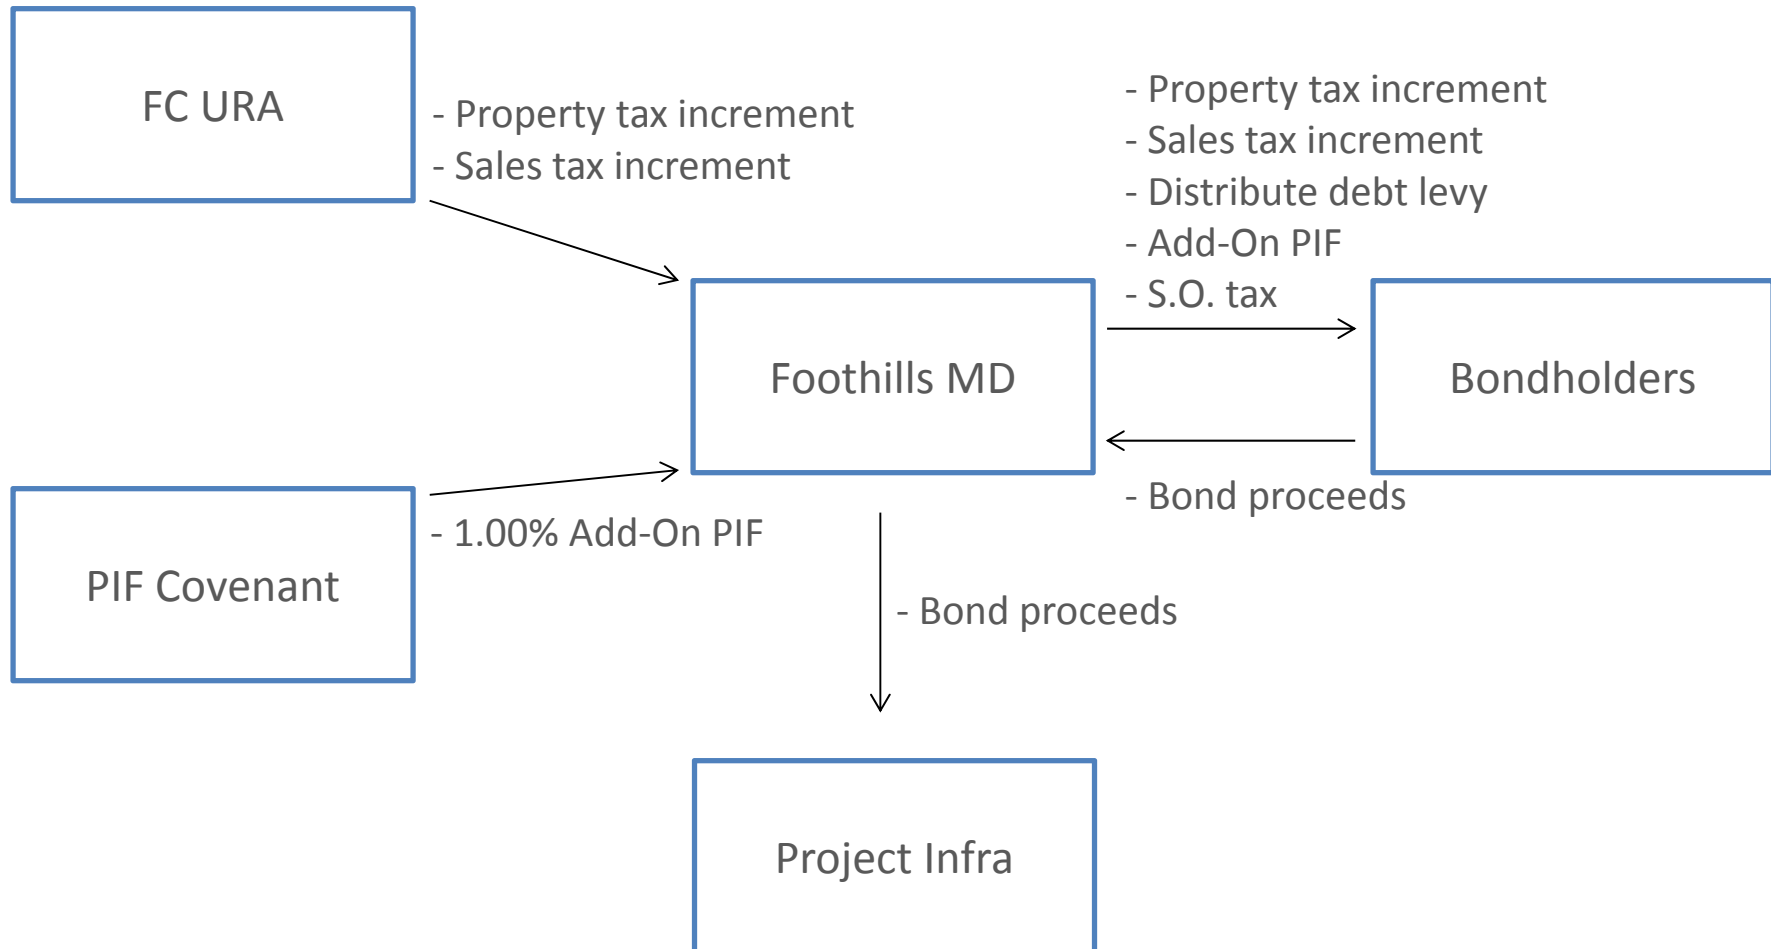 FC URA
- Property tax increment
- Sales tax increment
- Property tax increment
- Sales tax increment
- Distribute debt levy
- Add-On PIF
- S.O. tax
Foothills MD
Bondholders
- Bond proceeds
- 1.00% Add-On PIF
PIF Covenant
- Bond proceeds
Project Infra